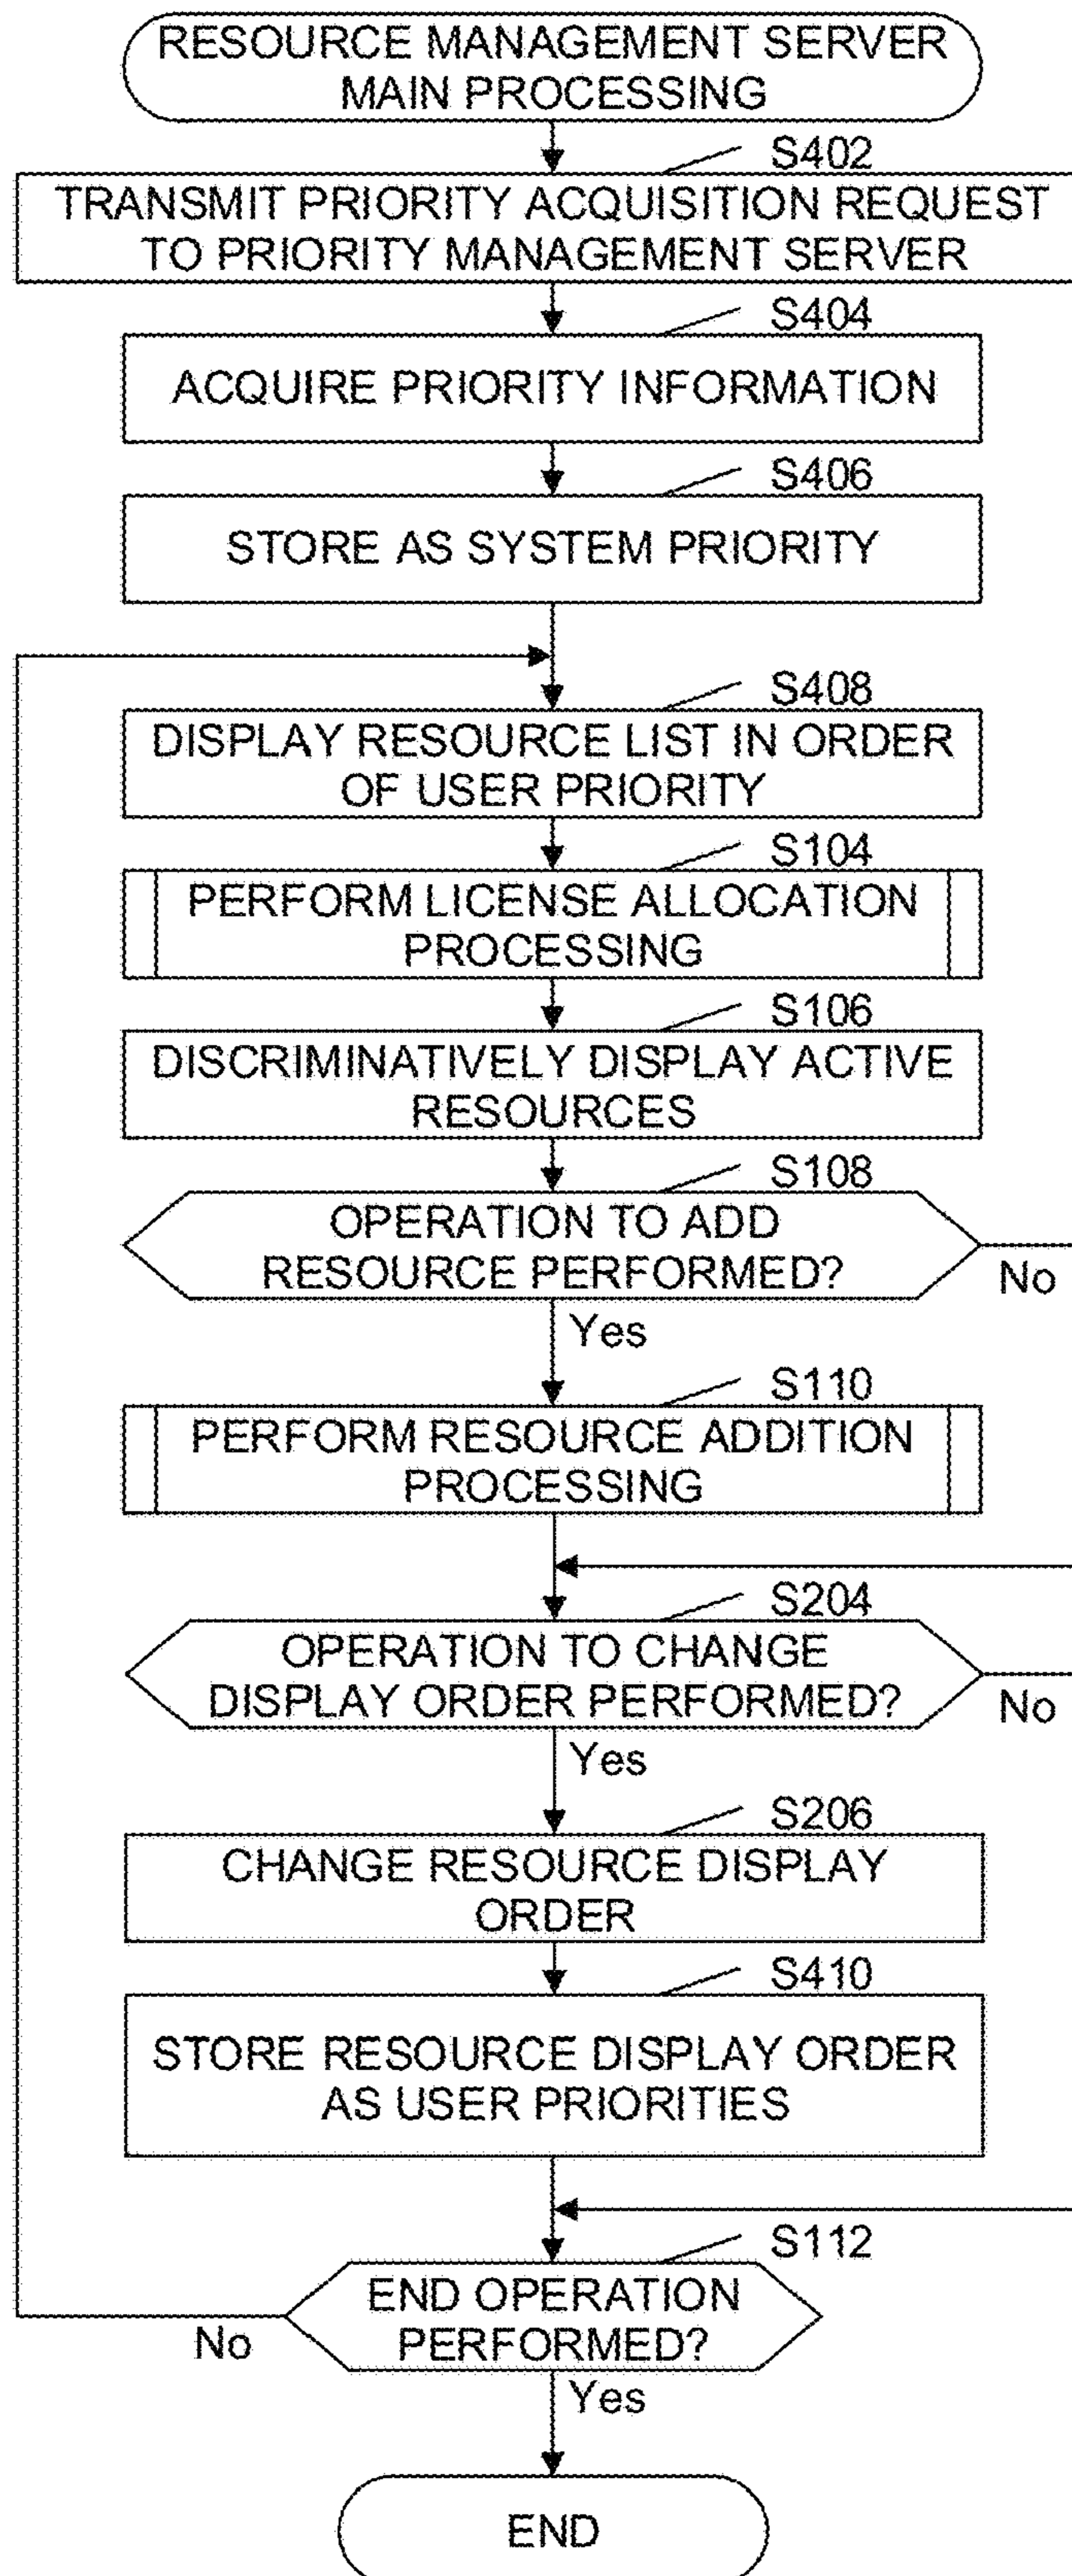 RESOURCE MANAGEMENT SERVER
MAIN PROCESSING
S402
TRANSMIT PRIORITY ACQUISITION REQUEST
TO PRIORITY MANAGEMENT SERVER
S404
ACQUIRE PRIORITY INFORMATION
S406
STORE AS SYSTEM PRIORITY
S408
DISPLAY RESOURCE LIST IN ORDER
OF USER PRIORITY
S104
PERFORM LICENSE ALLOCATION
PROCESSING
S106
DISCRIMINATIVELY DISPLAY ACTIVE
RESOURCES
S108
OPERATION TO ADD
RESOURCE PERFORMED?
No
Yes
S110
PERFORM RESOURCE ADDITION
PROCESSING
S204
OPERATION TO CHANGE
DISPLAY ORDER PERFORMED?
No
Yes
S206
CHANGE RESOURCE DISPLAY
ORDER
S410
STORE RESOURCE DISPLAY ORDER
AS USER PRIORITIES
S112
END OPERATION
PERFORMED?
No
Yes
END